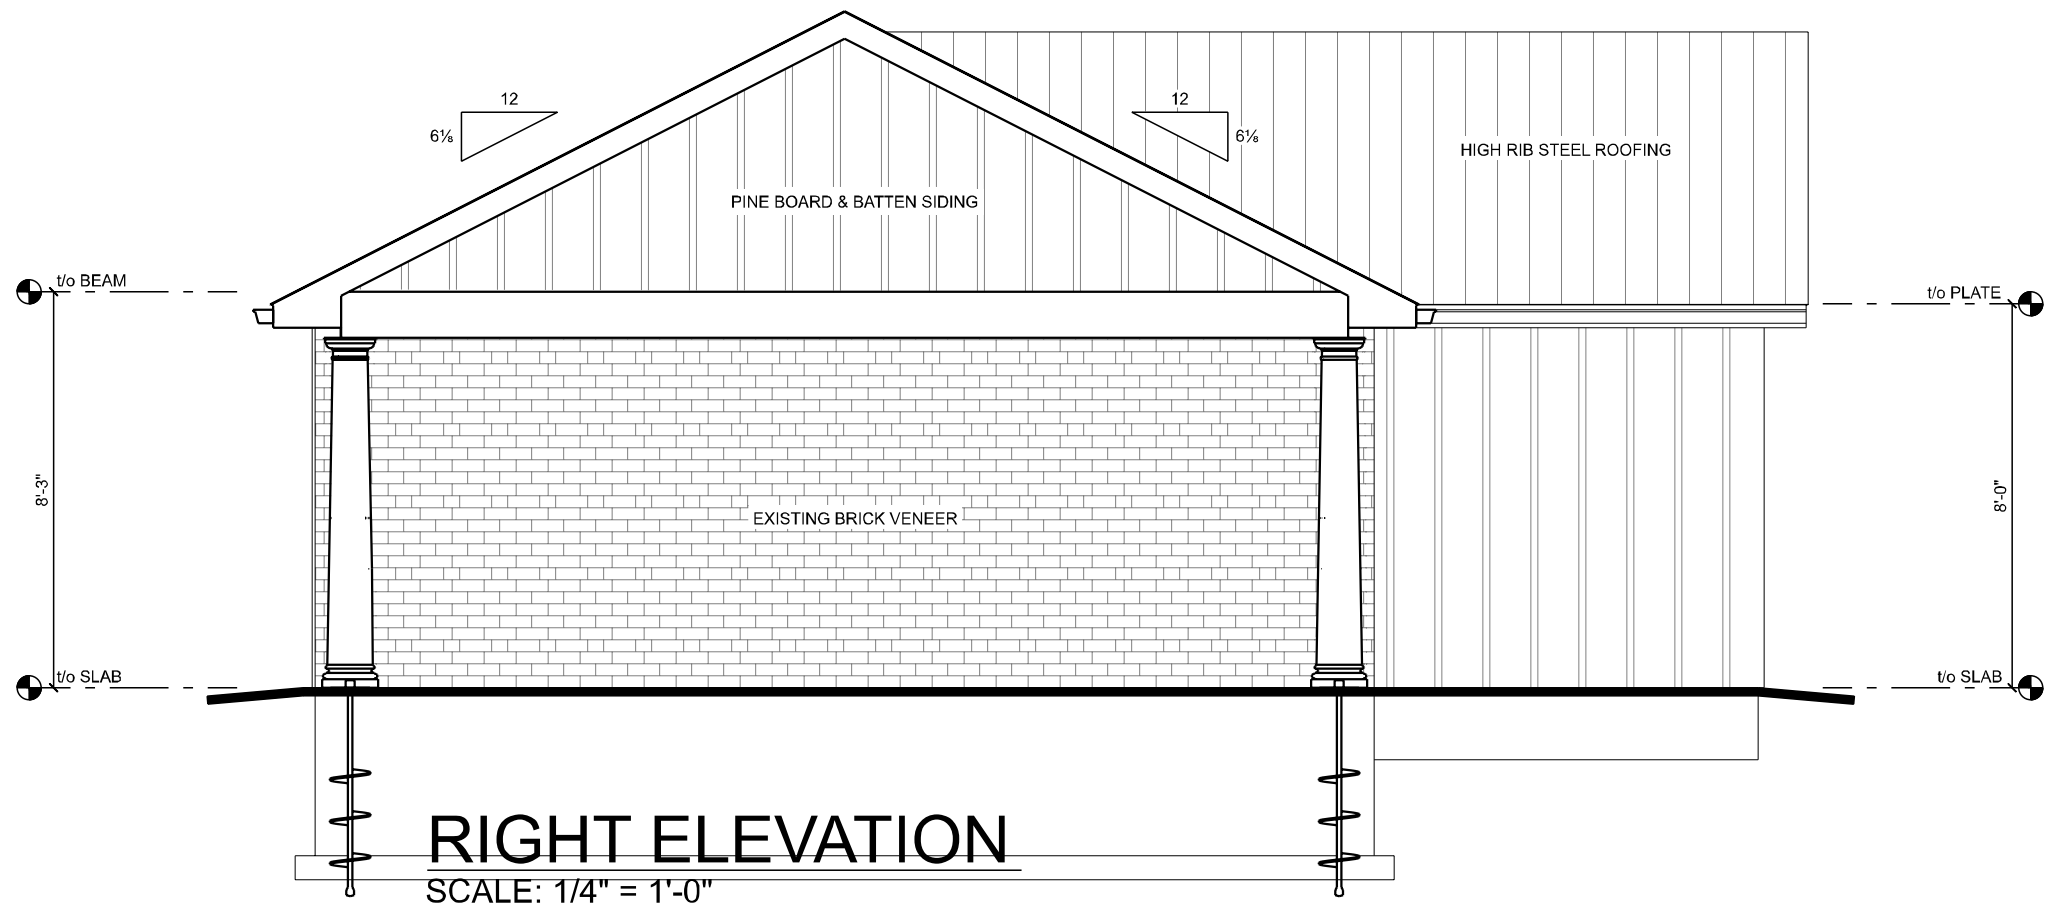 12
12
6⅛
6⅛
HIGH RIB STEEL ROOFING
PINE BOARD & BATTEN SIDING
t/o BEAM
t/o PLATE
8'-3"
8'-0"
EXISTING BRICK VENEER
t/o SLAB
t/o SLAB
RIGHT ELEVATION
SCALE: 1/4" = 1'-0"